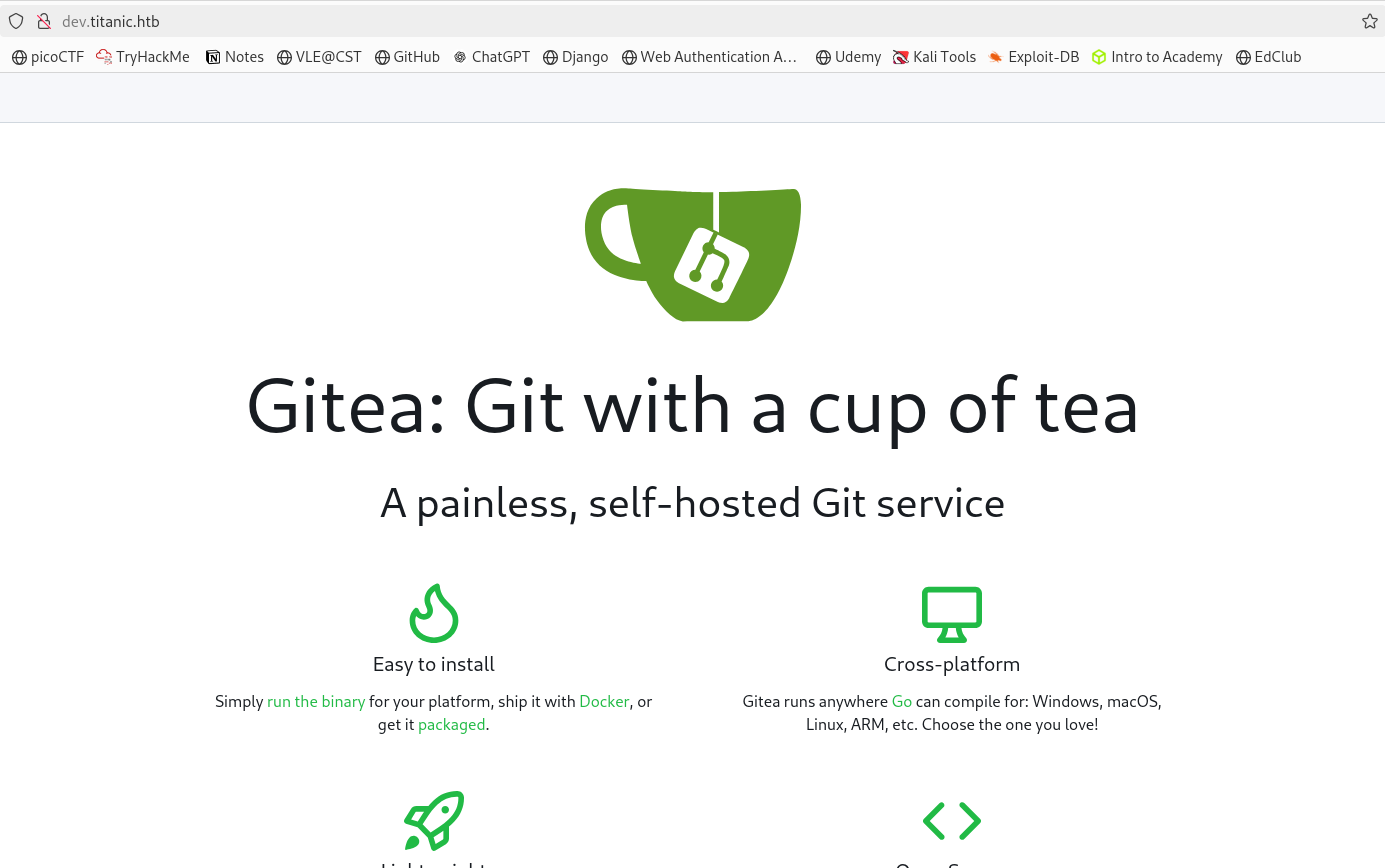 dev.titanic.htb
picoCTF TryHackMe Notes VLE@CST GitHub ChatGPT Django Web Authentication A… Udemy Kali Tools Exploit-DB Intro to Academy EdClub
Gitea: Git with a cup of tea
A painless, self-hosted Git service
Easy to install
Simply run the binary for your platform, ship it with Docker, or
get it packaged.
Cross-platform
Gitea runs anywhere Go can compile for: Windows, macOS,
Linux, ARM, etc. Choose the one you love!